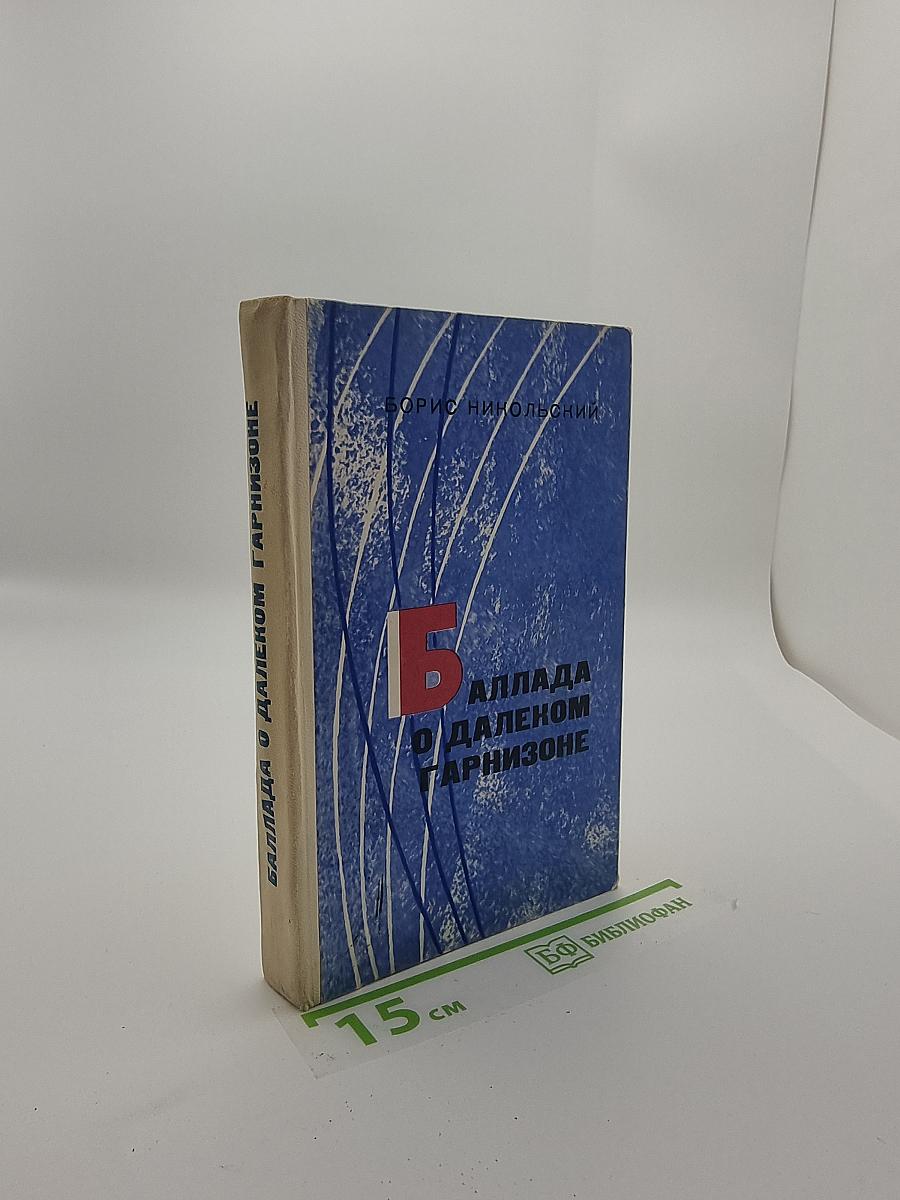 БАЛЛАДА О ДАЛЕКОМ ГАРНИЗОНЕ
БОРИС НИКОЛЬСКИЙ
БАЛЛАДА
О ДАЛЕКОМ
ГАРНИЗОНЕ
15 см
БФ БИБЛИОФАН